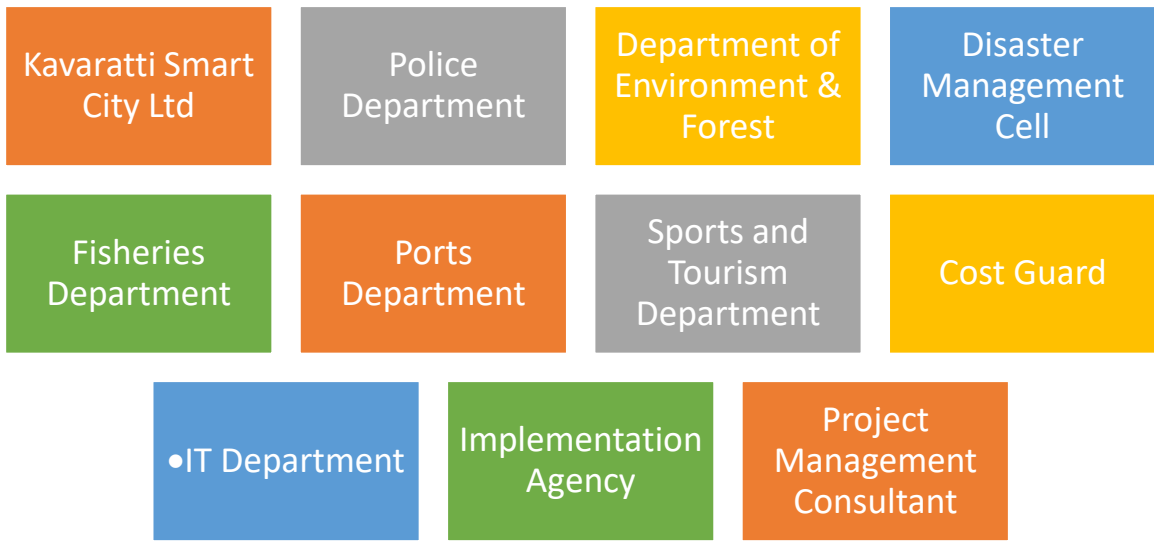 Kavaratti Smart
City Ltd
Police
Department
Department of
Environment &
Forest
Disaster
Management
Cell
Fisheries
Department
Ports
Department
Sports and
Tourism
Department
Cost Guard
•IT Department
Implementation
Agency
Project
Management
Consultant